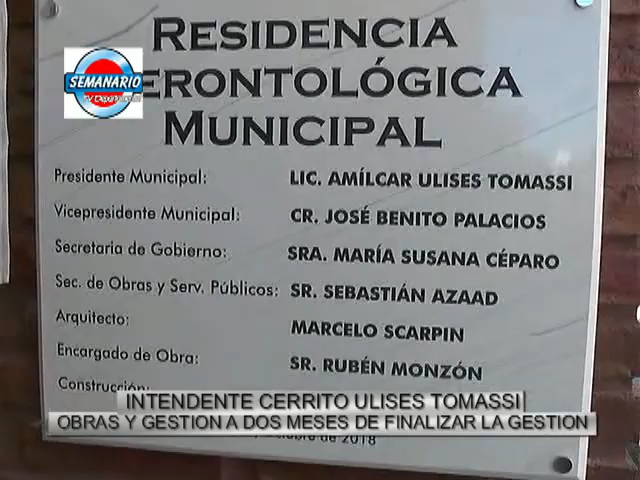 RESIDENCIA
SEMANARIO
ERONTOLÓGICA
MUNICIPAL
Presidente Municipal: LIC. AMÍLCAR ULISES TOMASSI
Vicepresidente Municipal: CR. JOSÉ BENITO PALACIOS
Secretaria de Gobierno: SRA. MARÍA SUSANA CÉPARO
Sec. de Obras y Serv. Públicos: SR. SEBASTIÁN AZAAD
Arquitecto: MARCELO SCARPIN
Encargado de Obra: SR. RUBÉN MONZÓN
Construcción:
INTENDENTE CERRITO ULISES TOMASSI
OBRAS Y GESTION A DOS MESES DE FINALIZAR LA GESTION
de 2018